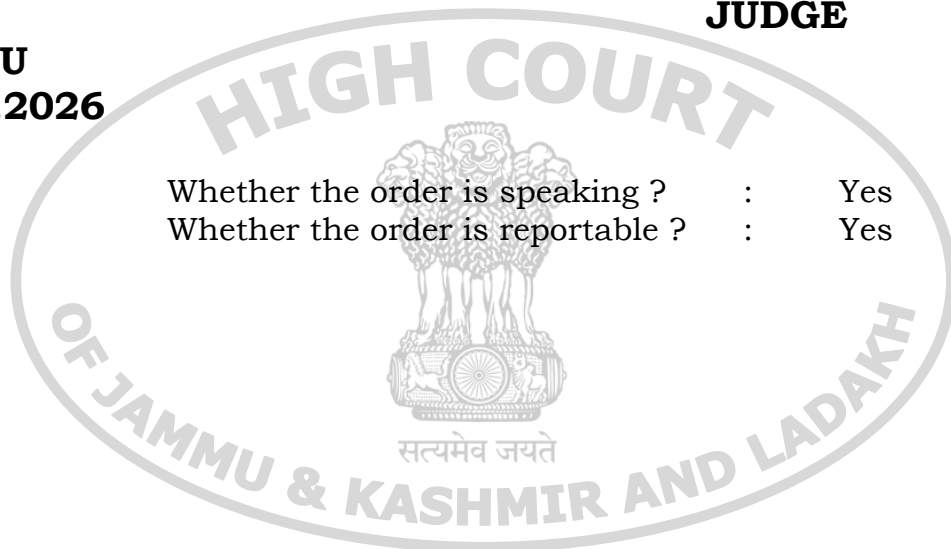 JUDGE
U
.2026
HIGH COURT
Whether the order is speaking ? : Yes
Whether the order is reportable ? : Yes
सत्यमेव जयते
OF JAMMU & KASHMIR AND LADAKH